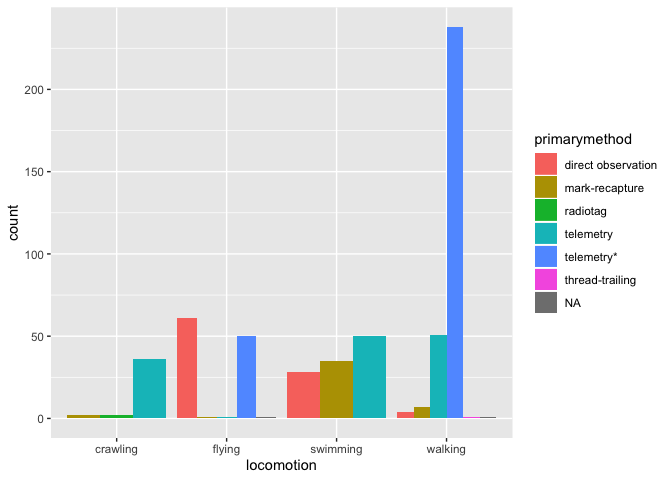 200
150
100
50
0
count
crawling
flying
swimming
walking
locomotion
primarymethod
direct observation
mark-recapture
radiotag
telemetry
telemetry*
thread-trailing
NA